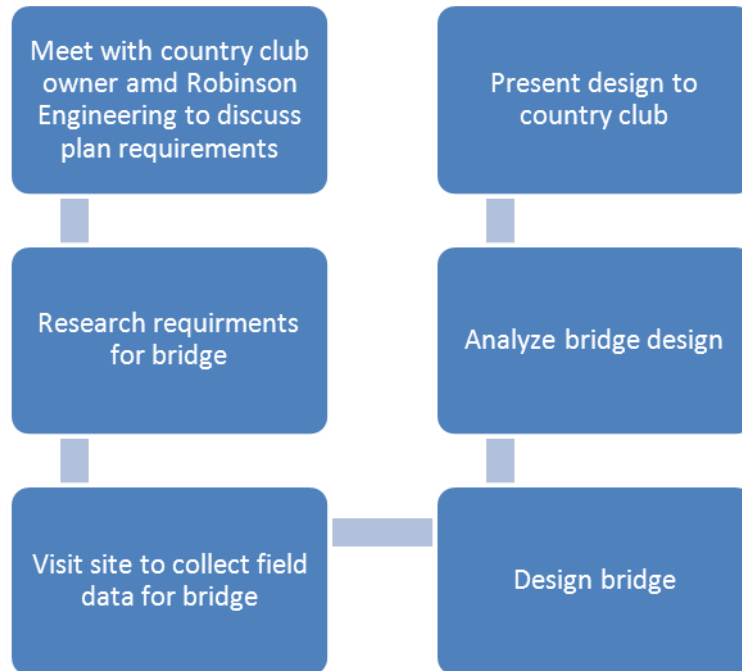 Meet with country club
owner amd Robinson
Engineering to discuss
plan requirements
Research requirments
for bridge
Visit site to collect field
data for bridge
Design bridge
Analyze bridge design
Present design to
country club